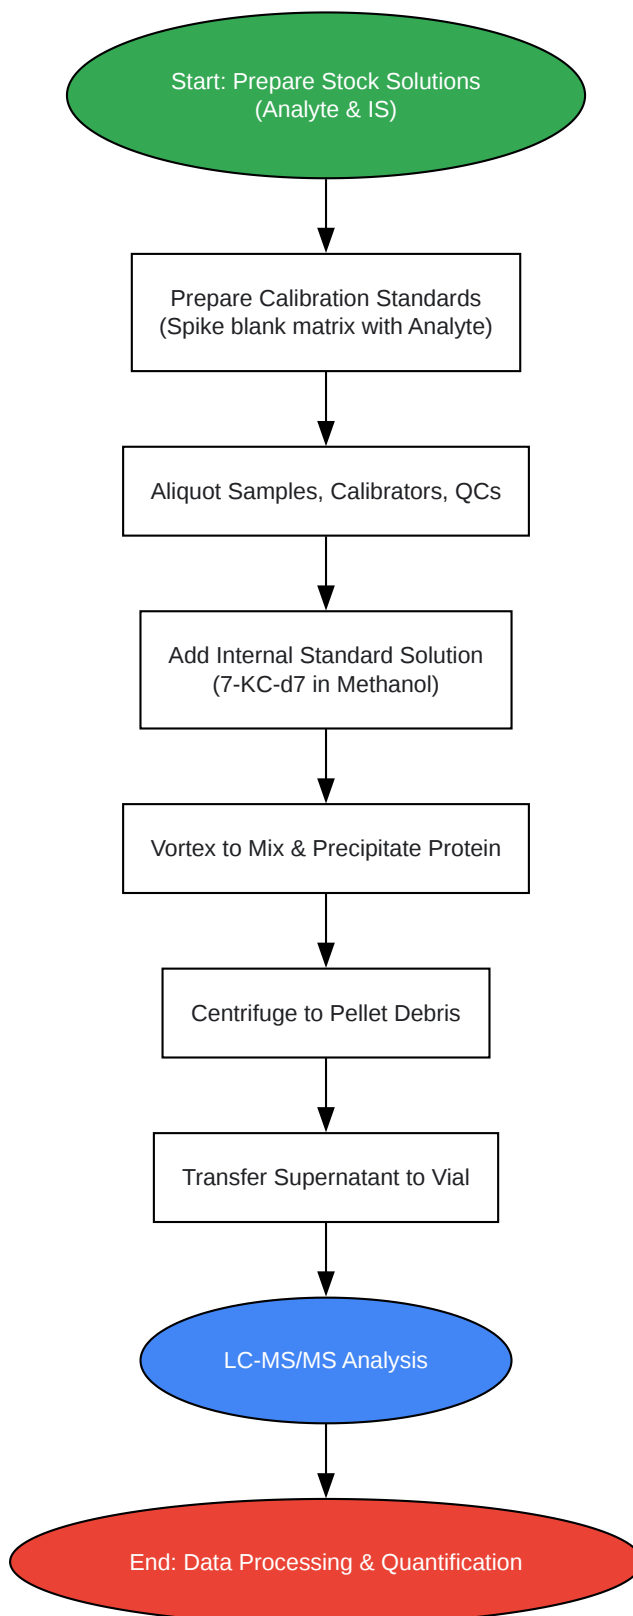 Start: Prepare Stock Solutions
(Analyte & IS)
Prepare Calibration Standards
(Spike blank matrix with Analyte)
Aliquot Samples, Calibrators, QCs
Add Internal Standard Solution
(7-KC-d7 in Methanol)
Vortex to Mix & Precipitate Protein
Centrifuge to Pellet Debris
Transfer Supernatant to Vial
LC-MS/MS Analysis
End: Data Processing & Quantification